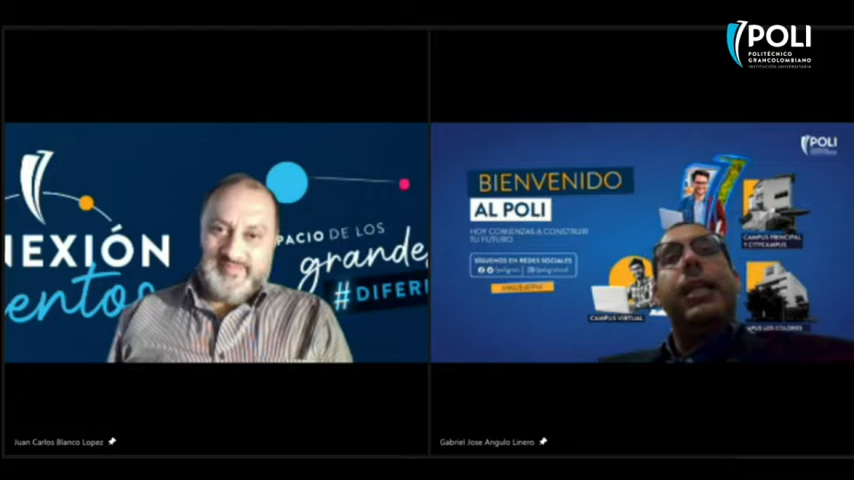 POLI
POLITÉCNICO
GRANCOLOMBIANO
INSTITUCIÓN UNIVERSITARIA
NEXIÓN
entos
PACIO DE LOS
grande
#DIFERI
POLI
BIENVENIDO
AL POLI
HOY COMIENZAS A CONSTRUIR
TU FUTURO
SÍGUENOS EN REDES SOCIALES
CAMPUS PRINCIPAL
Y CITYCAMPUS
CAMPUS VIRTUAL
MPUS LOS COLORES
Juan Carlos Blanco Lopez
Gabriel Jose Angulo Linero